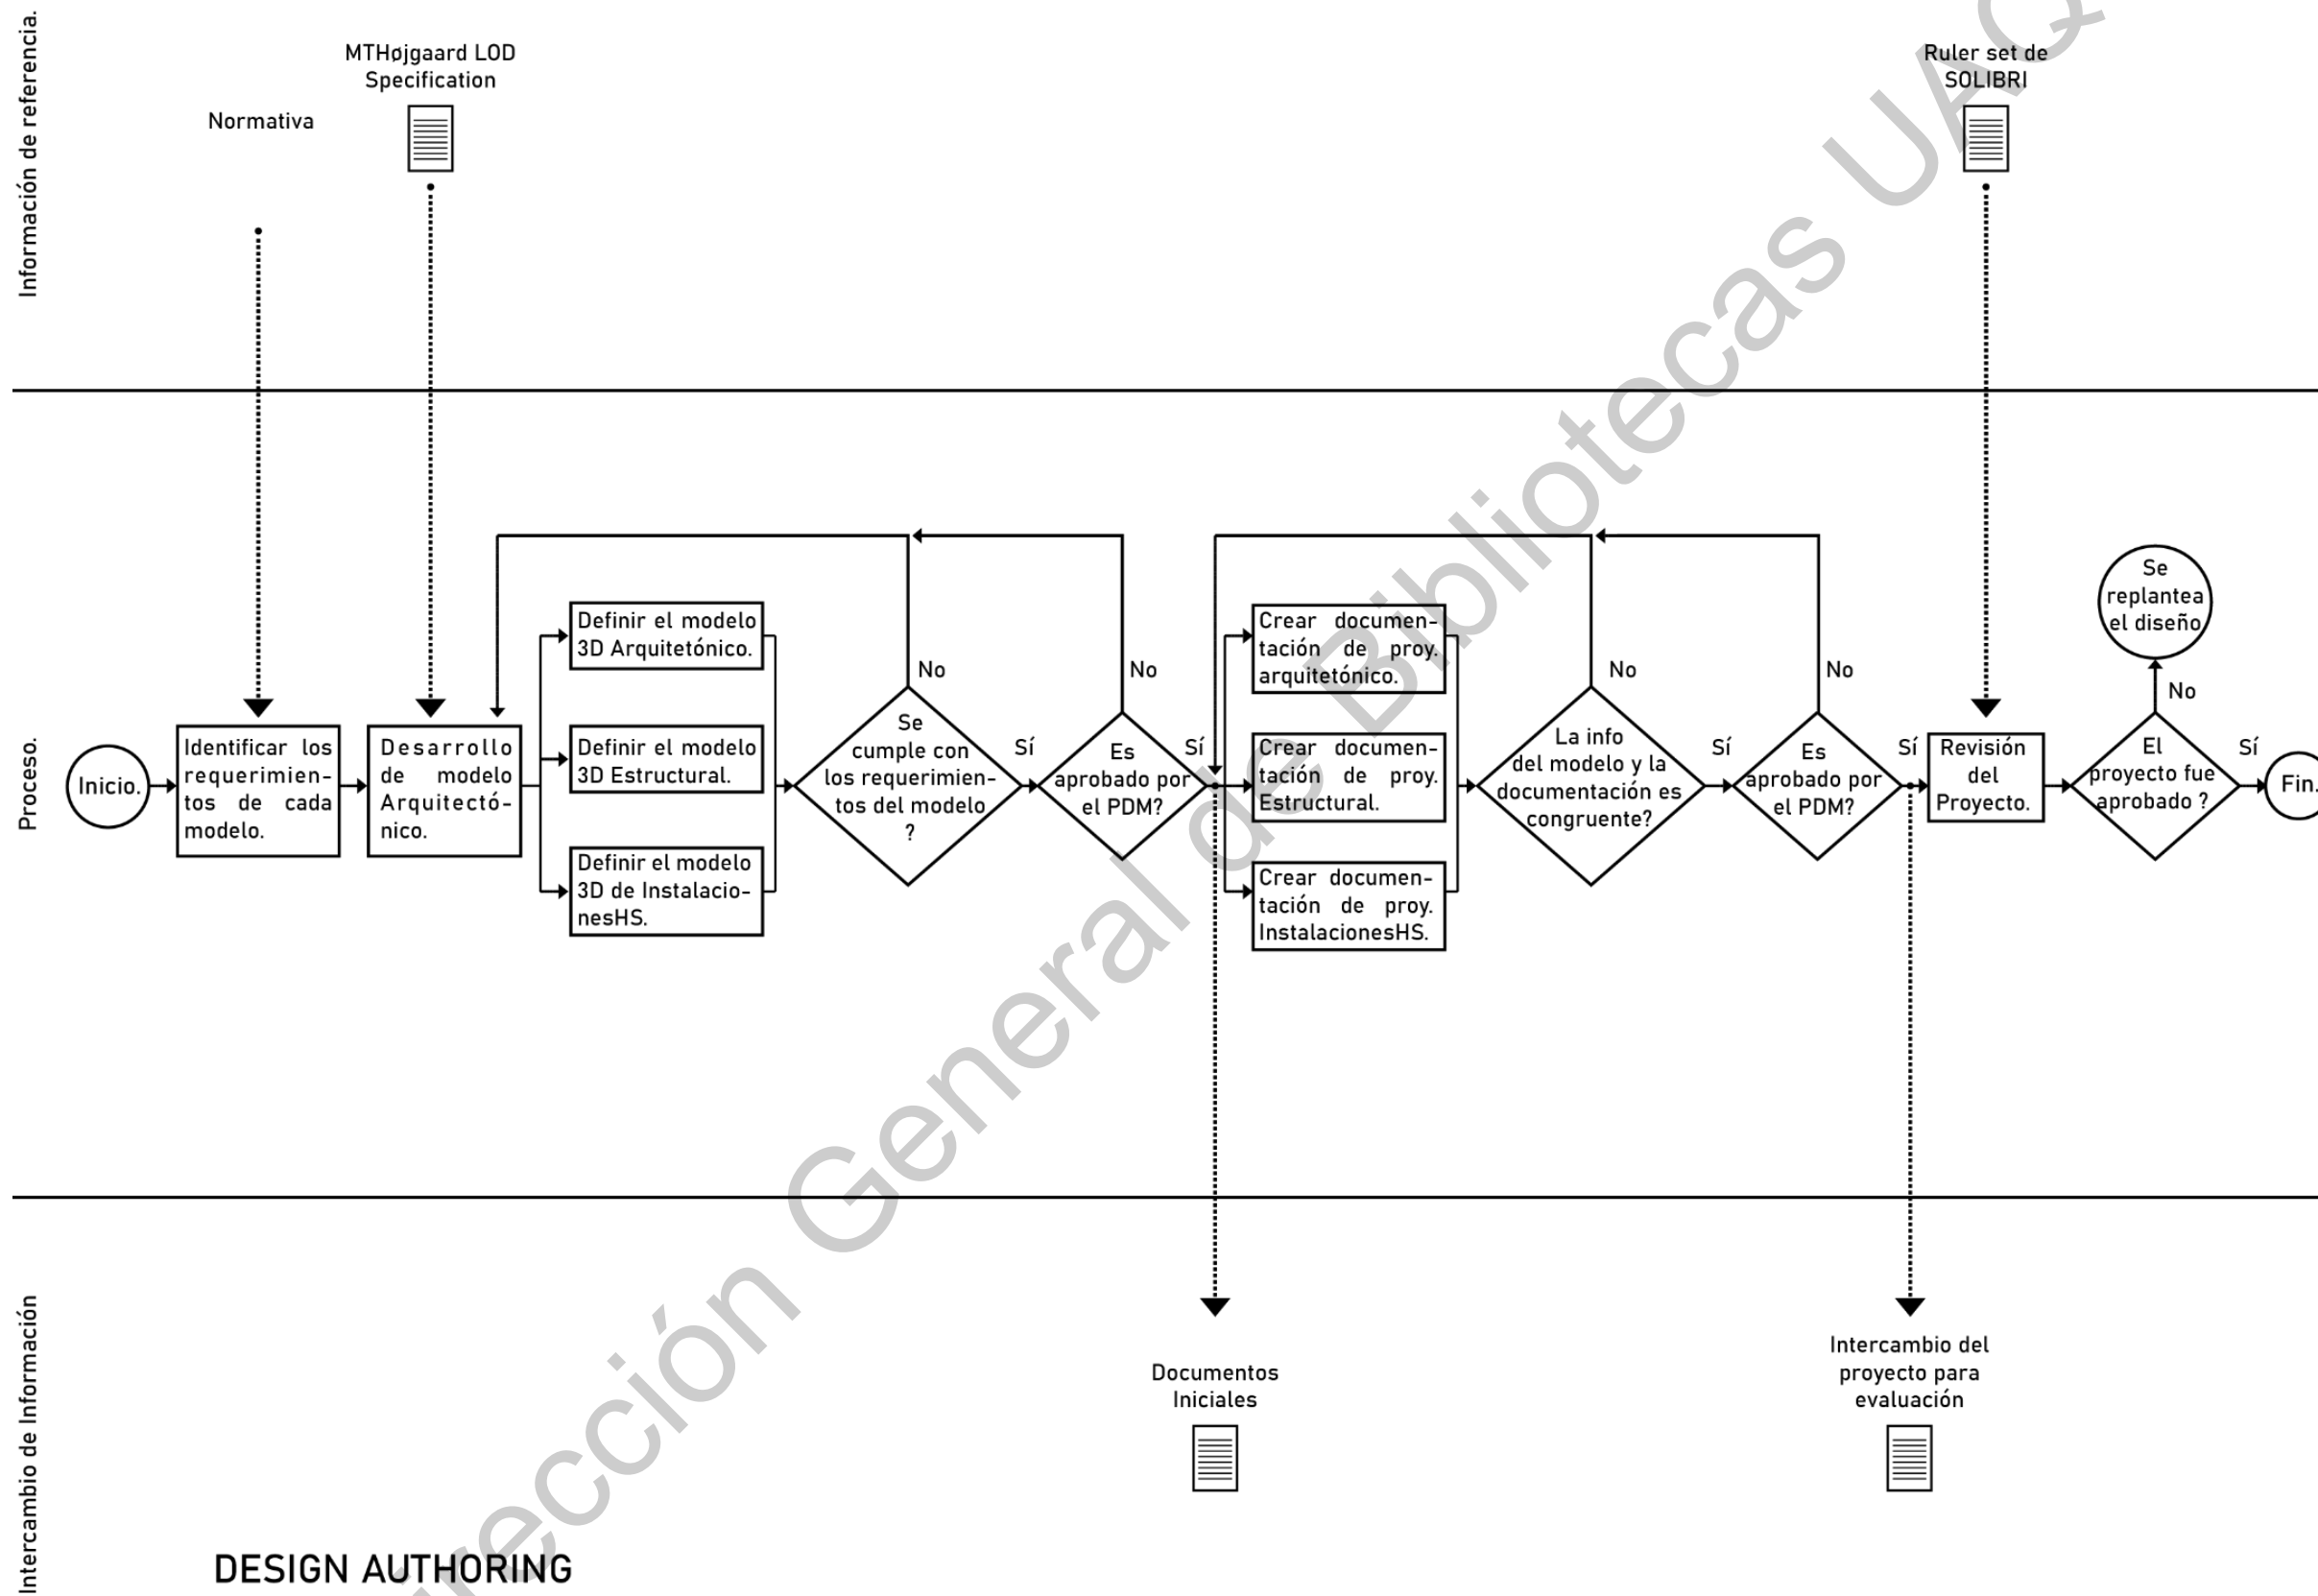 Información de referencia.
MTHøjgaard LOD
Specification
Normativa
Ruler set de
SOLIBRI
Proceso.
Inicio.
Identificar los
requerimien-
tos de cada
modelo.
Desarrollo
de modelo
Arquitectó-
nico.
Definir el modelo
3D Arquitetónico.
Definir el modelo
3D Estructural.
Definir el modelo
3D de Instalacio-
nesHS.
No
Se
cumple con
los requerimien-
tos del modelo
?
Sí
No
Es
aprobado por
el PDM?
Sí
Crear documen-
tación de proy.
arquitetónico.
Crear documen-
tación de proy.
Estructural.
Crear documen-
tación de proy.
InstalacionesHS.
No
La info
del modelo y la
documentación es
congruente?
Sí
No
Es
aprobado por
el PDM?
Sí
Revisión
del
Proyecto.
Se
replantea
el diseño
No
El
proyecto fue
aprobado ?
Sí
Fin.
Intercambio de Información
Documentos
Iniciales
Intercambio del
proyecto para
evaluación
DESIGN AUTHORING
irección General de Bibliotecas UAQ